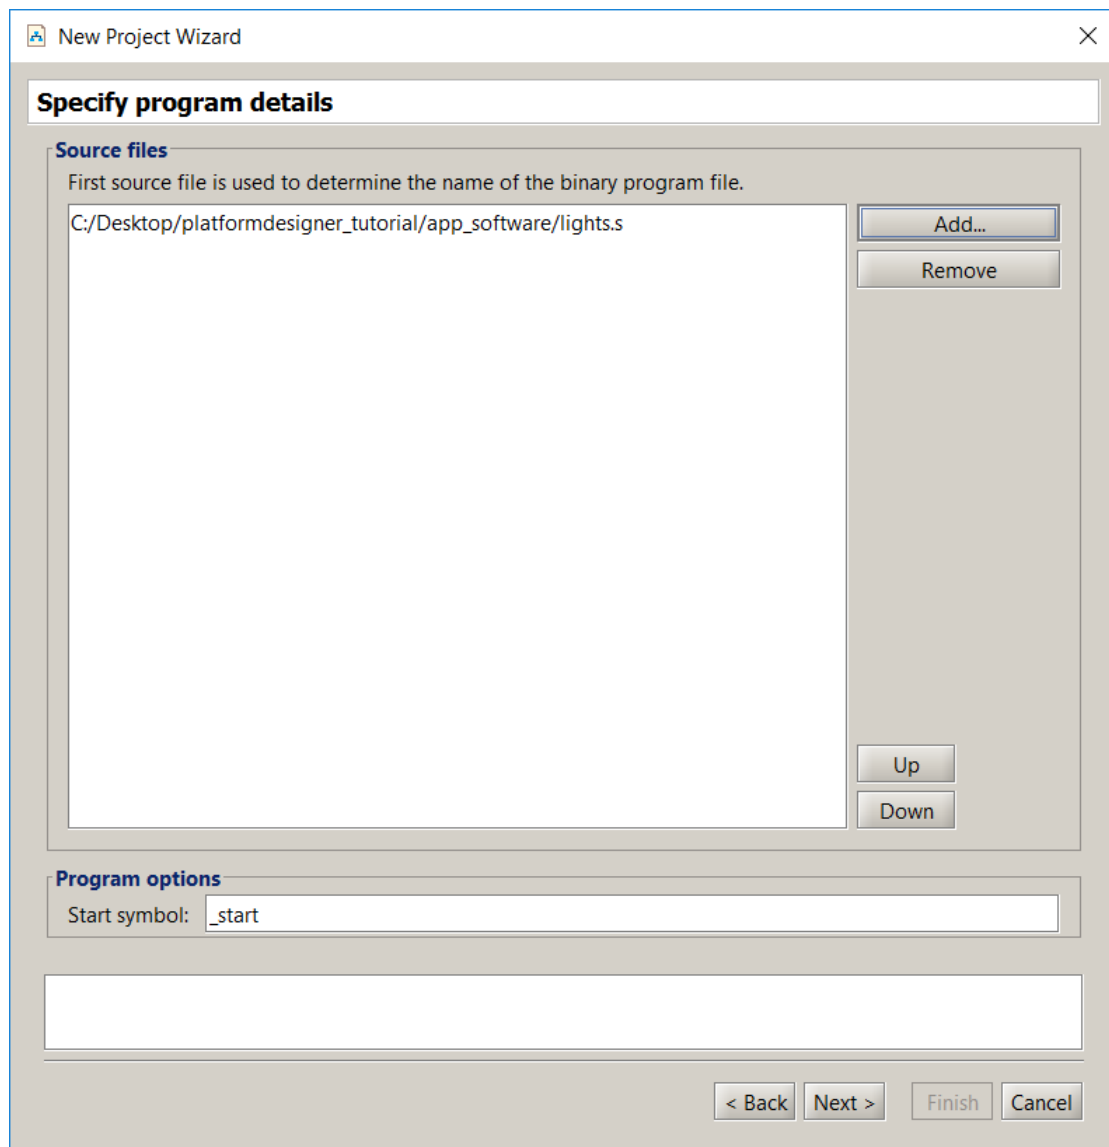 New Project Wizard
Specify program details
Source files
First source file is used to determine the name of the binary program file.
C:/Desktop/platformdesigner_tutorial/app_software/lights.s
Add...
Remove
Up
Down
Program options
Start symbol: _start
< Back Next > Finish Cancel